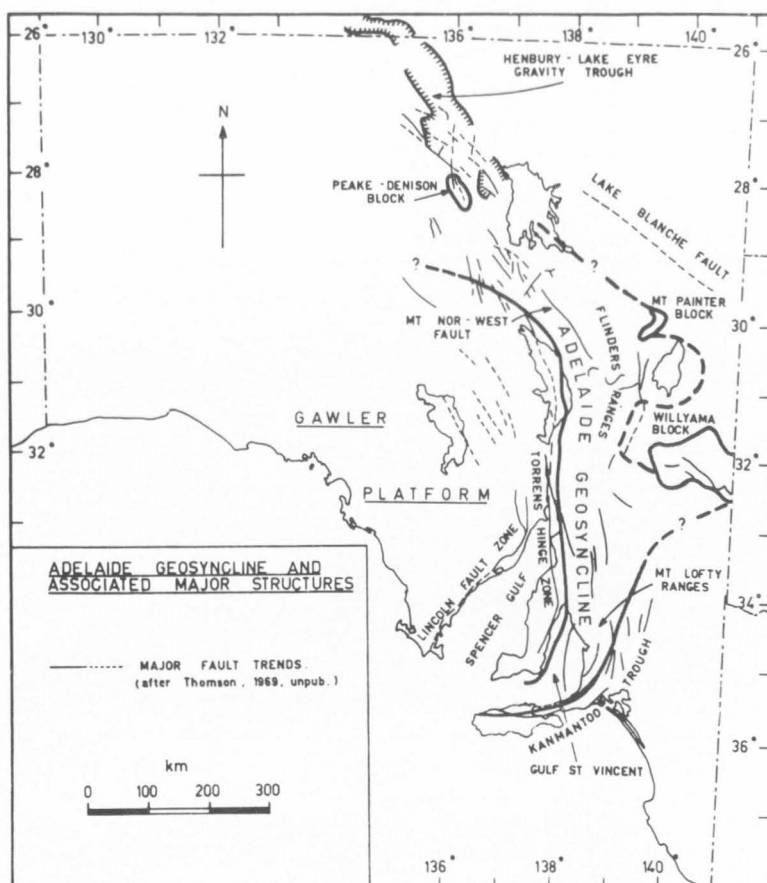 130°
132°
136°
138°
140°
26°
HENBURY - LAKE EYRE
GRAVITY TROUGH
26°
N
28°
PEAKE - DENISON
BLOCK
LAKE BLANCHE FAULT
28°
?
?
30°
MT NOR-WEST
FAULT
MT PAINTER
BLOCK
30°
ADELAIDE GEOSYNCLINE
FLINDERS RANGES
GAWLER
PLATFORM
WILLYAMA
BLOCK
32°
32°
TORRENS HINGE ZONE
?
LINCOLN FAULT ZONE
SPENCER GULF
MT LOFTY
RANGES
34°
KANMANTOO TROUGH
GULF ST VINCENT
36°
ADELAIDE GEOSYNCLINE AND
ASSOCIATED MAJOR STRUCTURES
MAJOR FAULT TRENDS.
(after Thomson, 1969, unpub.)
km
0 100 200 300
136°
138°
140°